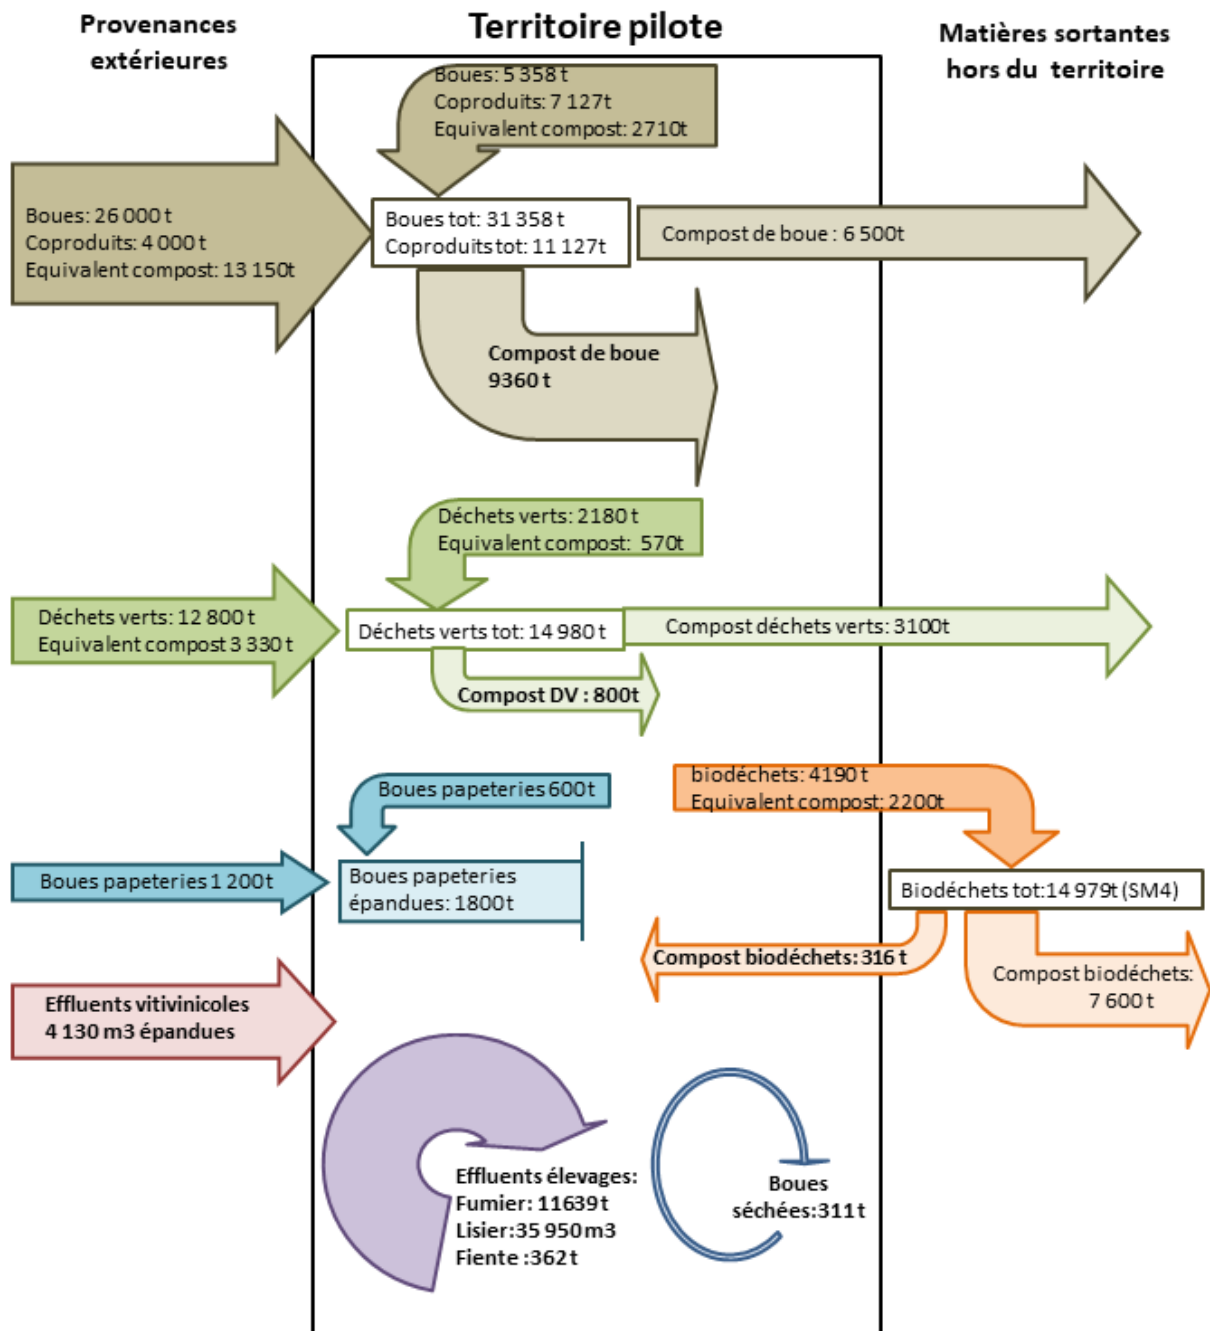 Provenances
extérieures
Territoire pilote
Matières sortantes
hors du territoire
Boues: 5 358 t
Coproduits: 7 127t
Equivalent compost: 2710t
Boues: 26 000 t
Coproduits: 4 000 t
Equivalent compost: 13 150t
Boues tot: 31 358 t
Coproduits tot: 11 127t
Compost de boue : 6 500t
Compost de boue
9360 t
Déchets verts: 2180 t
Equivalent compost: 570t
Déchets verts: 12 800 t
Equivalent compost 3 330 t
Déchets verts tot: 14 980 t
Compost déchets verts: 3100t
Compost DV : 800t
Boues papeteries 600t
biodéchets: 4190 t
Equivalent compost: 2200t
Boues papeteries 1 200t
Boues papeteries
épandues: 1800t
Biodéchets tot:14 979t (SM4)
Compost biodéchets: 316 t
Compost biodéchets:
7 600 t
Effluents vitivinicoles
4 130 m3 épandues
Effluents élevages:
Fumier: 11639 t
Lisier:35 950 m3
Fiente :362 t
Boues
séchées:311 t